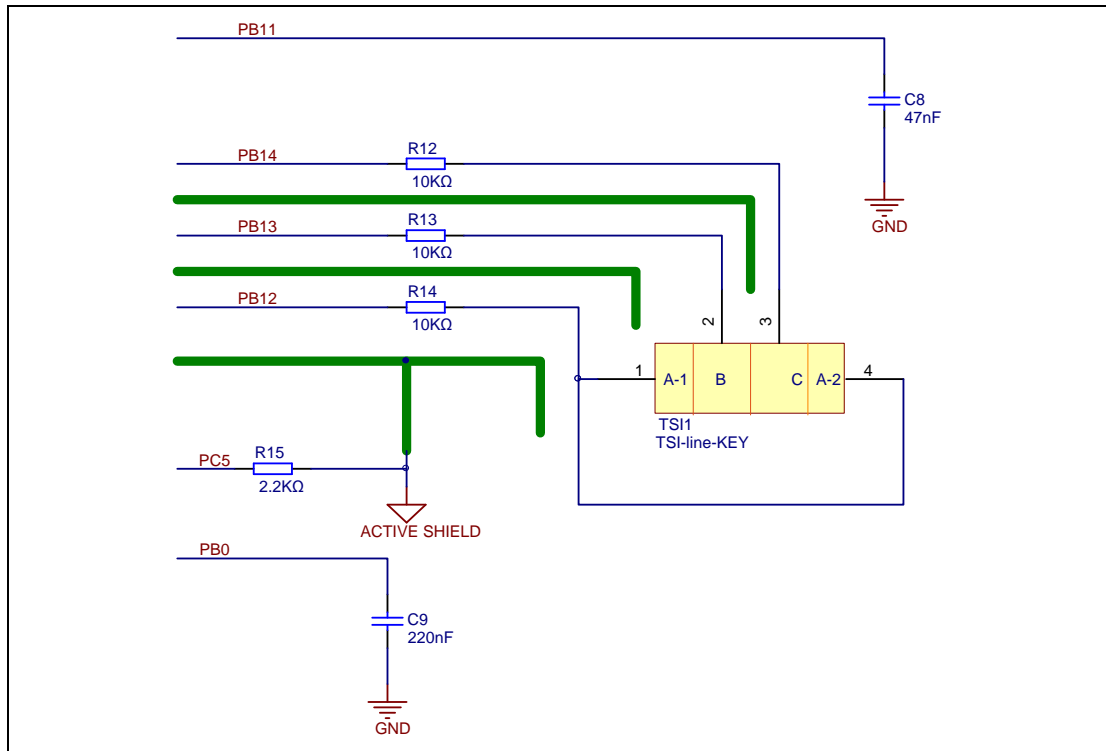 PB11
C8
47nF
GND
PB14
R12
10KΩ
PB13
R13
10KΩ
PB12
R14
10KΩ
2
3
1
A-1
B
C
A-2
4
TSI1
TSI-line-KEY
PC5
R15
2.2KΩ
ACTIVE SHIELD
PB0
C9
220nF
GND